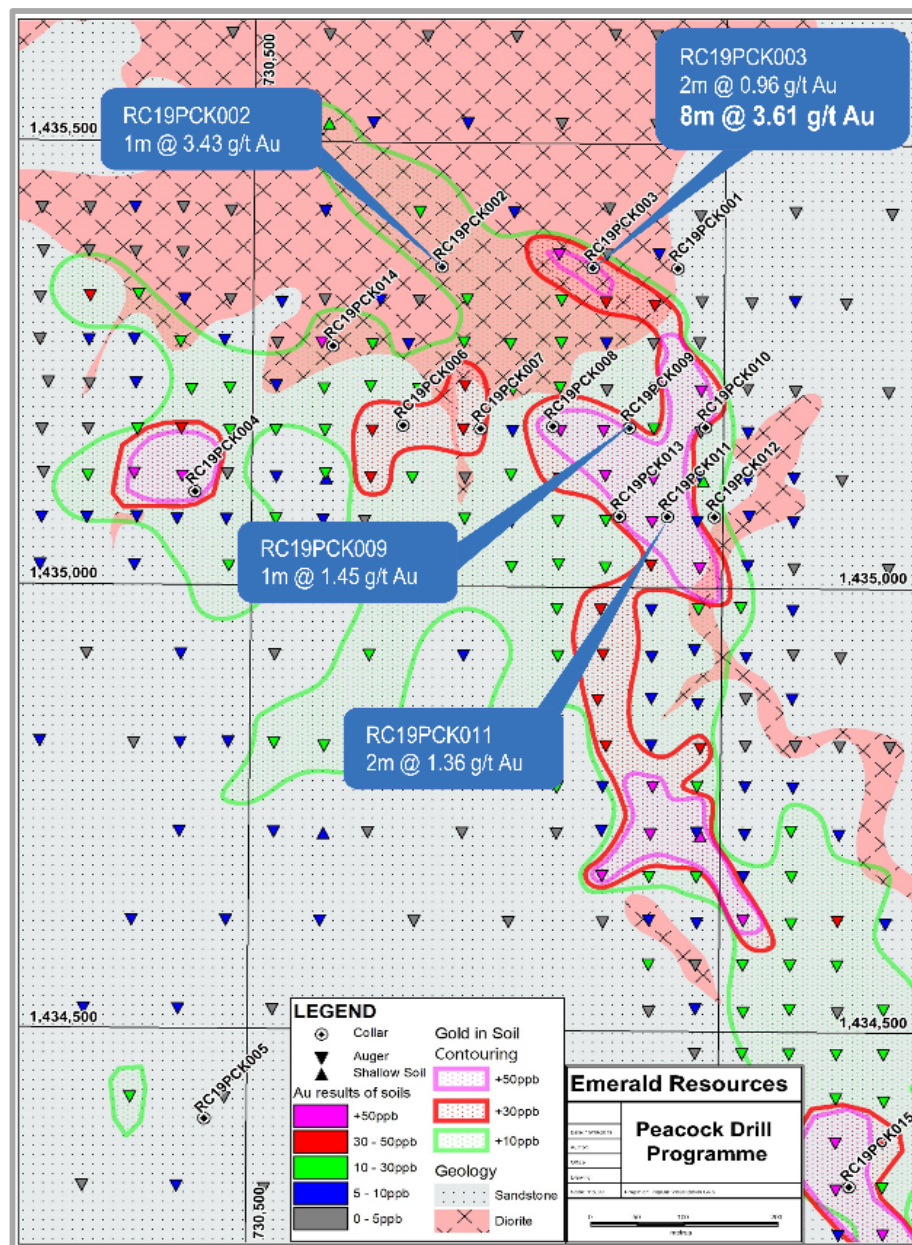 730,500
RC19PCK003
2m @ 0.96 g/t Au
8m @ 3.61 g/t Au
RC19PCK002
1m @ 3.43 g/t Au
1,435,500
RC19PCK002
RC19PCK003
RC19PCK001
RC19PCK014
RC19PCK006
RC19PCK007
RC19PCK008
RC19PCK009
RC19PCK010
RC19PCK004
RC19PCK013
RC19PCK011
RC19PCK012
RC19PCK009
1m @ 1.45 g/t Au
1,435,000
1,435,000
RC19PCK011
2m @ 1.36 g/t Au
1,434,500
1,434,500
RC19PCK005
730,500
LEGEND
Collar
Auger
Shallow Soil
Au results of soils
+50ppb
30 - 50ppb
10 - 30ppb
5 - 10ppb
0 - 5ppb
Gold in Soil
Contouring
+50ppb
+30ppb
+10ppb
Geology
Sandstone
Diorite
Emerald Resources
Peacock Drill
Programme
0 50 100 200
metres
RC19PCK015